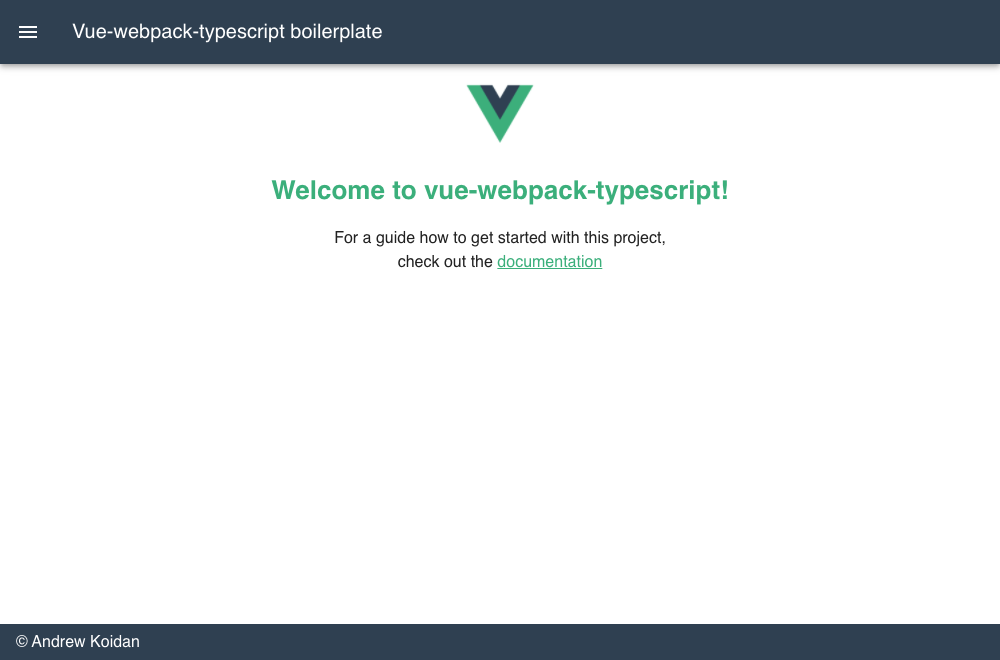 Vue-webpack-typescript boilerplate
Welcome to vue-webpack-typescript!
For a guide how to get started with this project,
check out the documentation
© Andrew Koidan